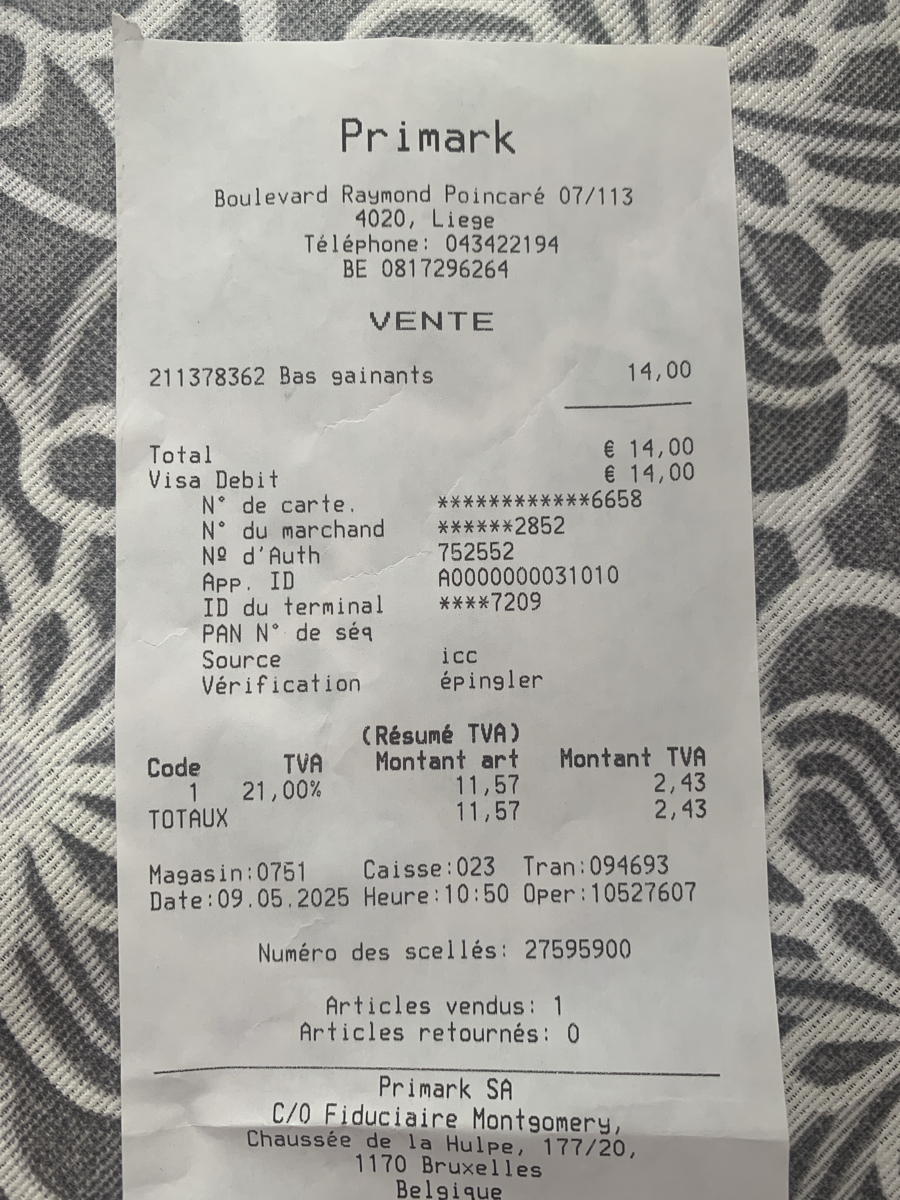 Primark
Boulevard Raymond Poincaré 07/113
4020, Liege
Téléphone: 043422194
BE 0817296264
VENTE
211378362 Bas gainants 14,00
Total € 14,00
Visa Debit € 14,00
N° de carte. ************6658
N° du marchand ******2852
Nº d'Auth 752552
App. ID A0000000031010
ID du terminal ****7209
PAN N° de séq
Source icc
Vérification épingler
(Résumé TVA)
Code TVA Montant art Montant TVA
1 21,00% 11,57 2,43
TOTAUX 11,57 2,43
Magasin:0751 Caisse:023 Tran:094693
Date:09.05.2025 Heure:10:50 Oper:10527607
Numéro des scellés: 27595900
Articles vendus: 1
Articles retournés: 0
Primark SA
C/O Fiduciaire Montgomery,
Chaussée de la Hulpe, 177/20,
1170 Bruxelles
Belgique